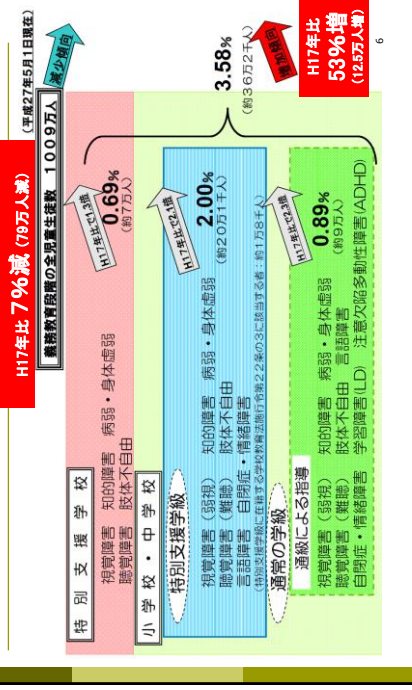 H17年比 7%減 (79万人減)
(平成27年5月1日現在)
義務教育段階の全児童生徒数 1009万人
減少傾向
特別支援学校
視覚障害 知的障害 病弱・身体虚弱
聴覚障害 肢体不自由
H17年比で1.3倍
0.69%
(約7万人)
小学校・中学校
特別支援学級
視覚障害(弱視) 知的障害 病弱・身体虚弱
聴覚障害(難聴) 肢体不自由
言語障害 自閉症・情緒障害
H17年比で2.1倍
2.00%
(約20万1千人)
(特別支援学級に在籍する学校教育法施行令第22条の3に該当する者:約1万8千人)
通常の学級
通級による指導
視覚障害(弱視) 肢体不自由 病弱・身体虚弱
聴覚障害(難聴) 学習障害(LD) 言語障害
自閉症・情緒障害 注意欠陥多動性障害(ADHD)
H17年比で2.3倍
0.89%
(約9万人)
3.58%
(約36万2千人)
増加傾向
H17年比
53%増
(12.5万人増)
6